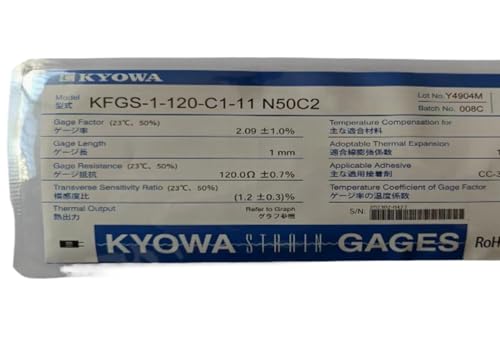 KYOWA
Model
型式
KFGS-1-120-C1-11 N50C2
Lot No. Y4904M
Batch No. 008C
Gage Factor (23℃, 50%)
ゲージ率
2.09 ±1.0%
Gage Length
ゲージ長
1 mm
Gage Resistance (23℃, 50%)
ゲージ抵抗
120.0Ω ±0.7%
Transverse Sensitivity Ratio (23℃, 50%)
横感度比
(1.2 ±0.3)%
Thermal Output
熱出力
Refer to Graph
グラフ参照
Temperature Compensation for
主な適合材料
Adoptable Thermal Expansion
適合線膨張係数
1
Applicable Adhesive
主な適用接着剤
CC-3
Temperature Coefficient of Gage Factor
ゲージ率の温度係数
S/N:
KYOWA STRAIN GAGES
RoH